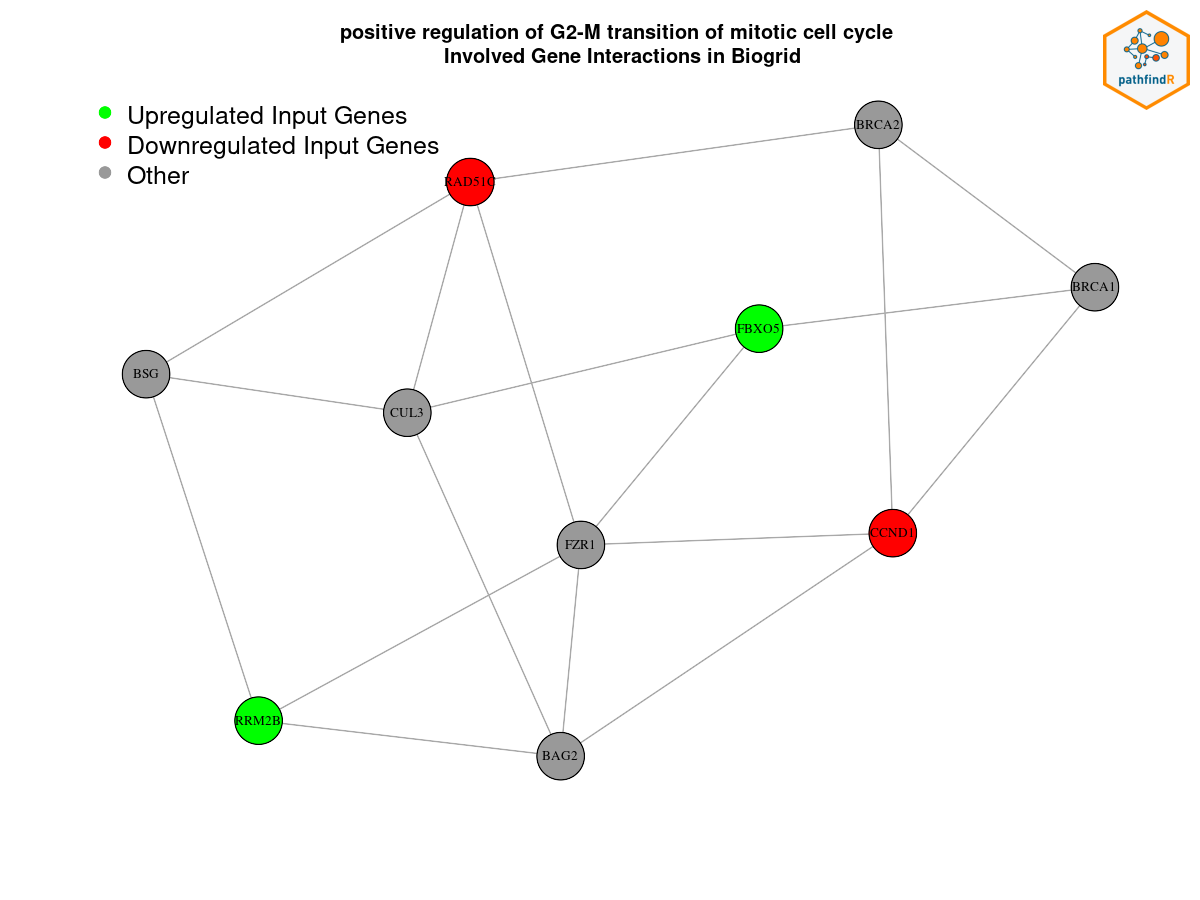 positive regulation of G2-M transition of mitotic cell cycle
Involved Gene Interactions in Biogrid
pathfindR
Upregulated Input Genes
Downregulated Input Genes
Other
BRCA2
RAD51C
BRCA1
FBXO5
BSG
CUL3
CCND1
FZR1
RRM2B
BAG2